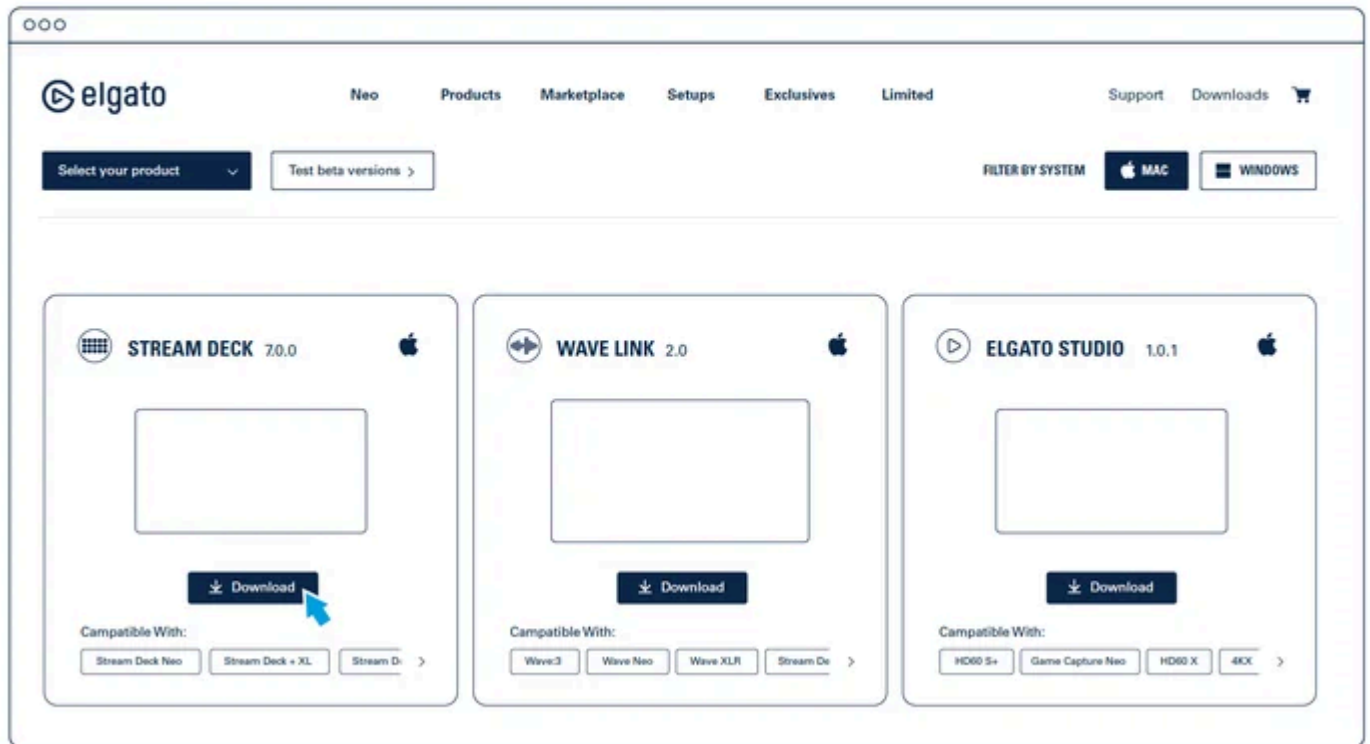 elgato Neo Products Marketplace Setups Exclusives Limited Support Downloads
Select your product Test beta versions > FILTER BY SYSTEM MAC WINDOWS
STREAM DECK 7.0.0
Download
Campatible With:
Stream Deck Neo Stream Deck + XL Stream D >
WAVE LINK 2.0
Download
Campatible With:
Wave:3 Wave Neo Wave XLR Stream De >
ELGATO STUDIO 1.0.1
Download
Campatible With:
HD60 S+ Game Capture Neo HD60 X 4KX >